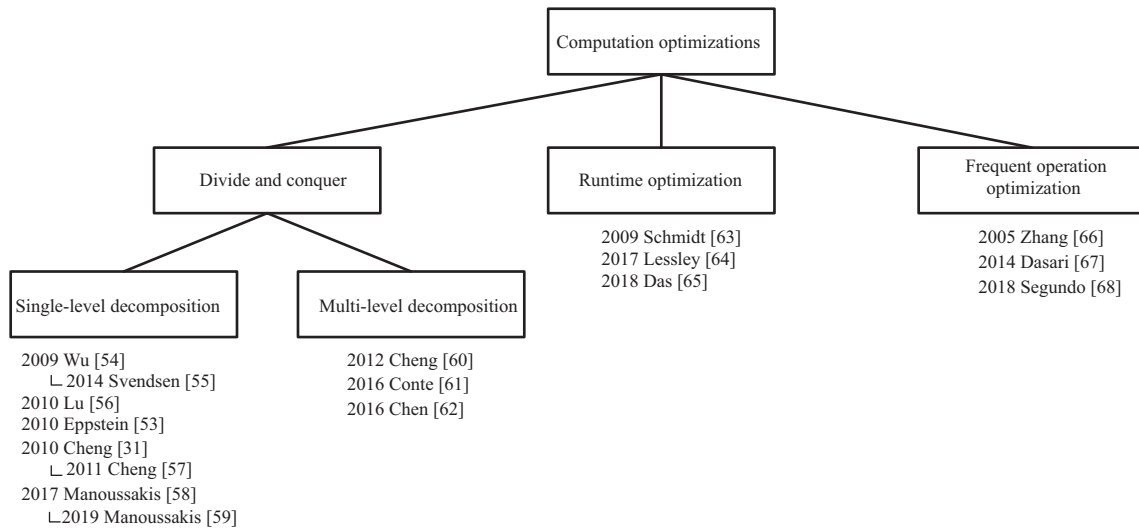 Computation optimizations
Divide and conquer
Runtime optimization
Frequent operation
optimization
2009 Schmidt [63]
2017 Lessley [64]
2018 Das [65]
2005 Zhang [66]
2014 Dasari [67]
2018 Segundo [68]
Single-level decomposition
Multi-level decomposition
2009 Wu [54]
2014 Svendsen [55]
2010 Lu [56]
2010 Eppstein [53]
2010 Cheng [31]
2011 Cheng [57]
2017 Manoussakis [58]
2019 Manoussakis [59]
2012 Cheng [60]
2016 Conte [61]
2016 Chen [62]